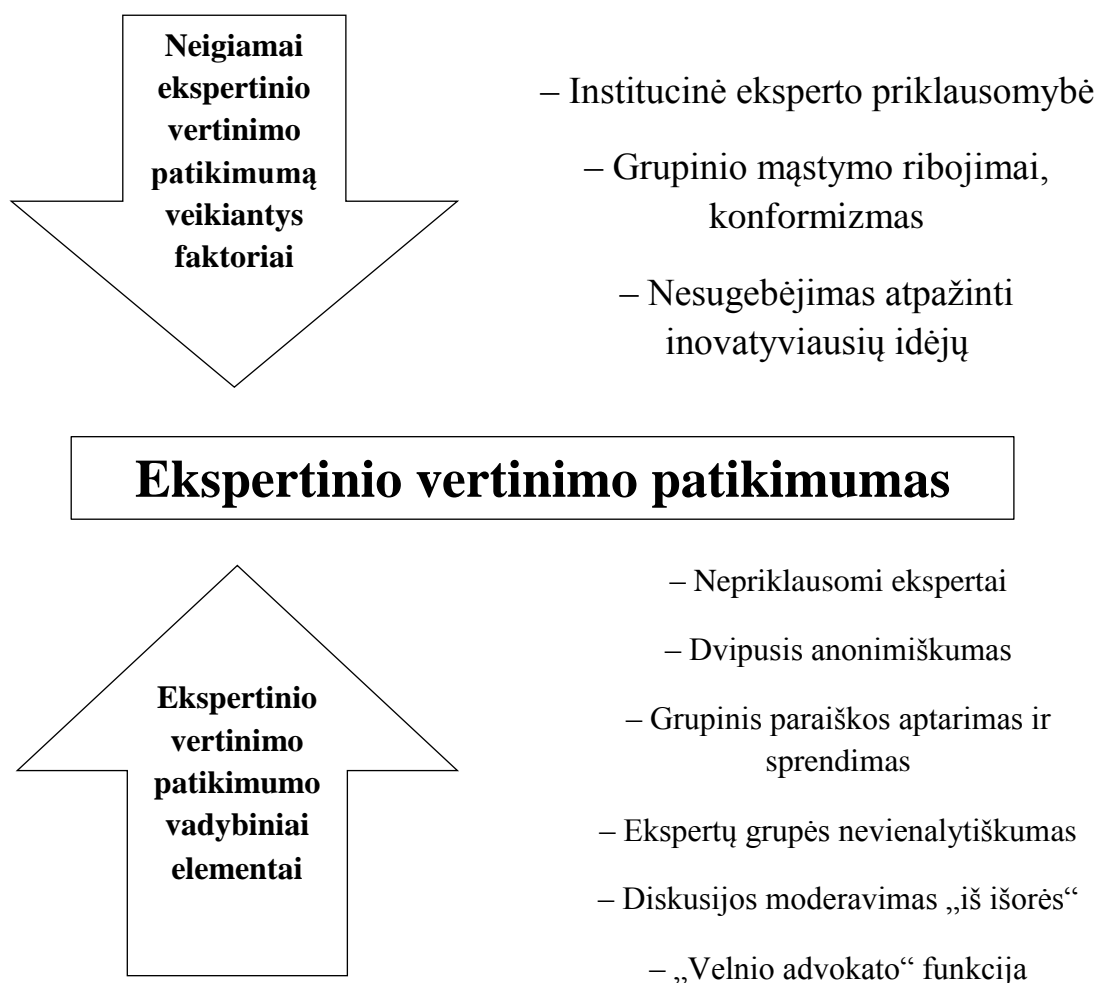 Neigiamai
ekspertinio
vertinimo
patikimumą
veikiantys
faktoriai
– Institucinė eksperto priklausomybė
– Grupinio mąstymo ribojimai,
konformizmas
– Nesugebėjimas atpažinti
inovatyviausių idėjų
Ekspertinio vertinimo patikimumas
Ekspertinio
vertinimo
patikimumo
vadybiniai
elementai
– Nepriklausomi ekspertai
– Dvipusis anonimiškumas
– Grupinis paraiškos aptarimas ir
sprendimas
– Ekspertų grupės nevienalytiškumas
– Diskusijos moderavimas „iš išorės“
– „Velnio advokato“ funkcija